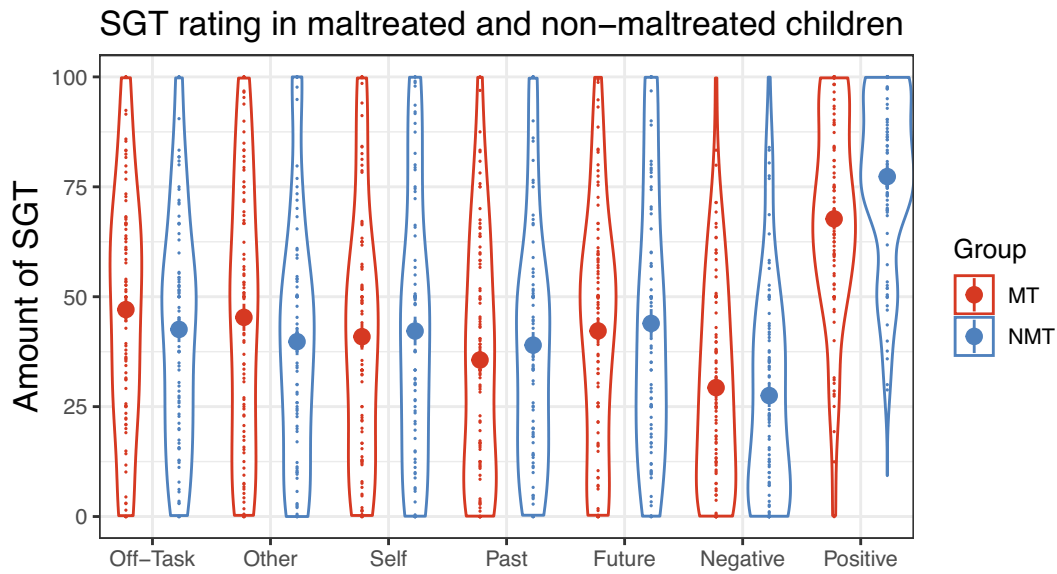 SGT rating in maltreated and non−maltreated children
Amount of SGT
100
75
50
25
0
Off−Task Other Self Past Future Negative Positive
Group
MT
NMT